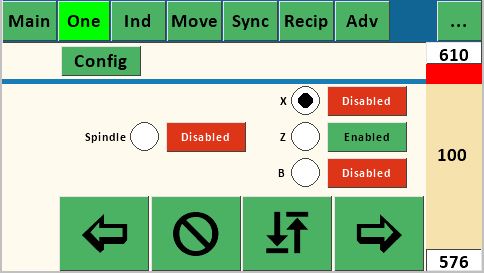 Main One Ind Move Sync Recip Adv ...
Config 610
X Disabled
Spindle Disabled Z Enabled
100
B Disabled
576